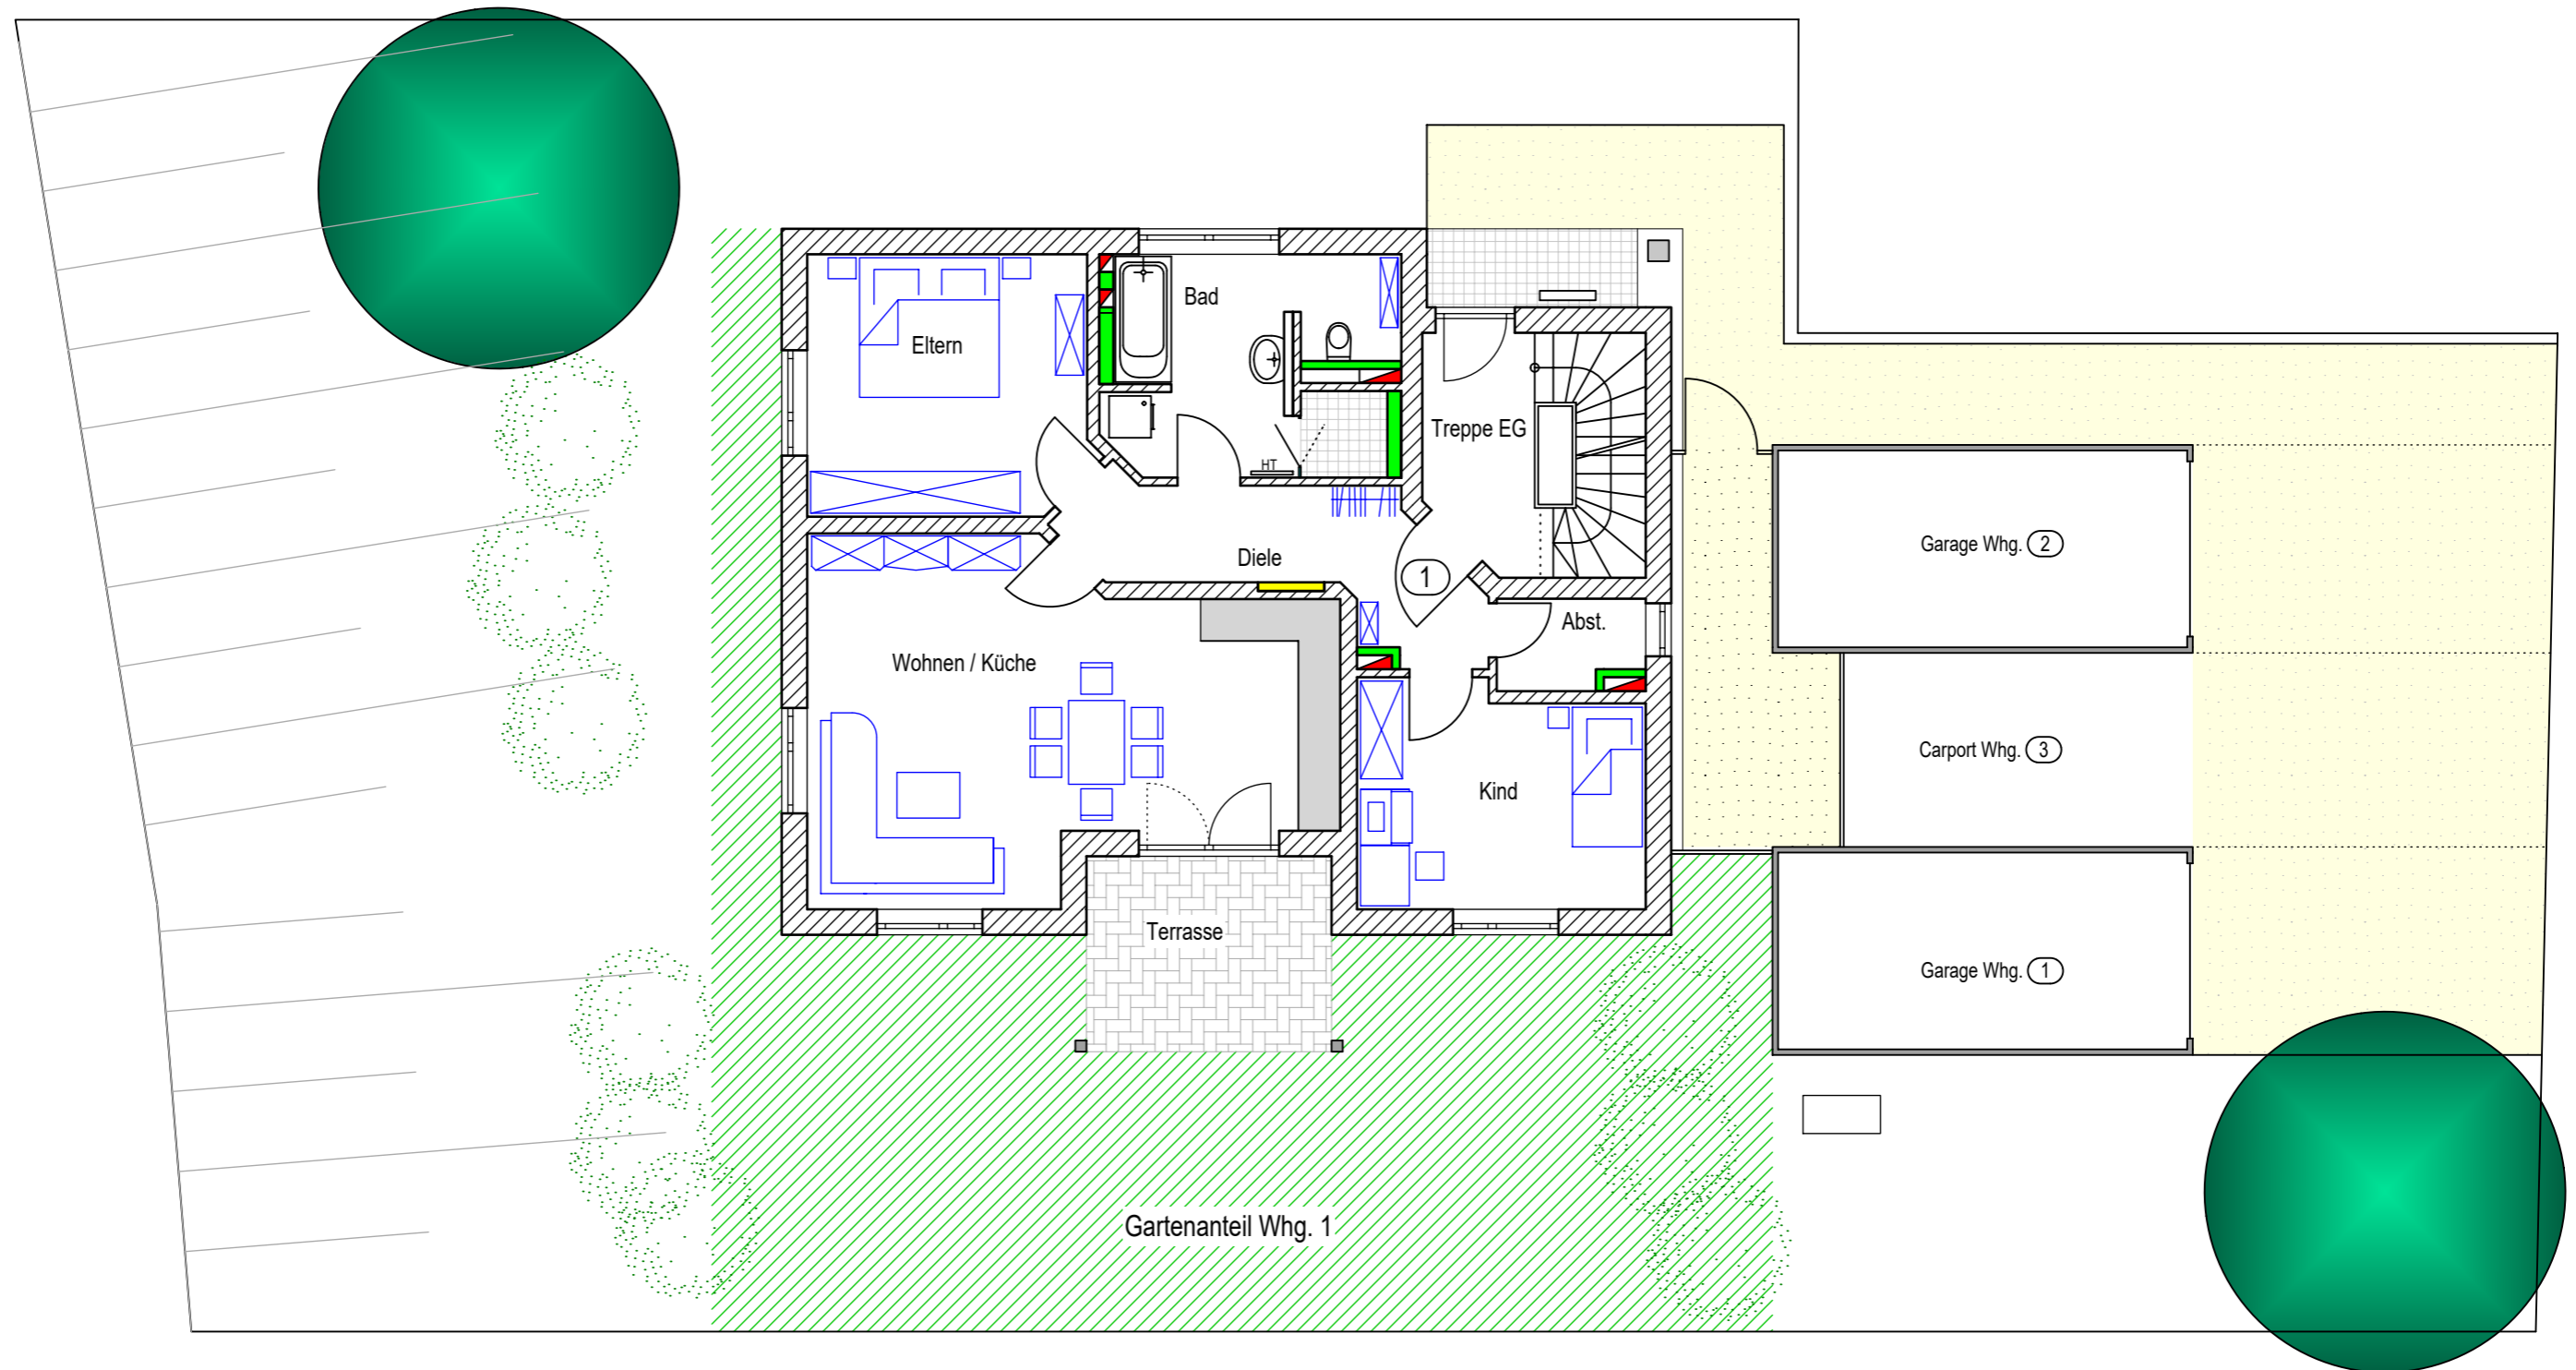 Bad
Eltern
Treppe EG
HT
Garage Whg. 2
Diele
1
Abst.
Wohnen / Küche
Carport Whg. 3
Kind
Terrasse
Garage Whg. 1
Gartenanteil Whg. 1